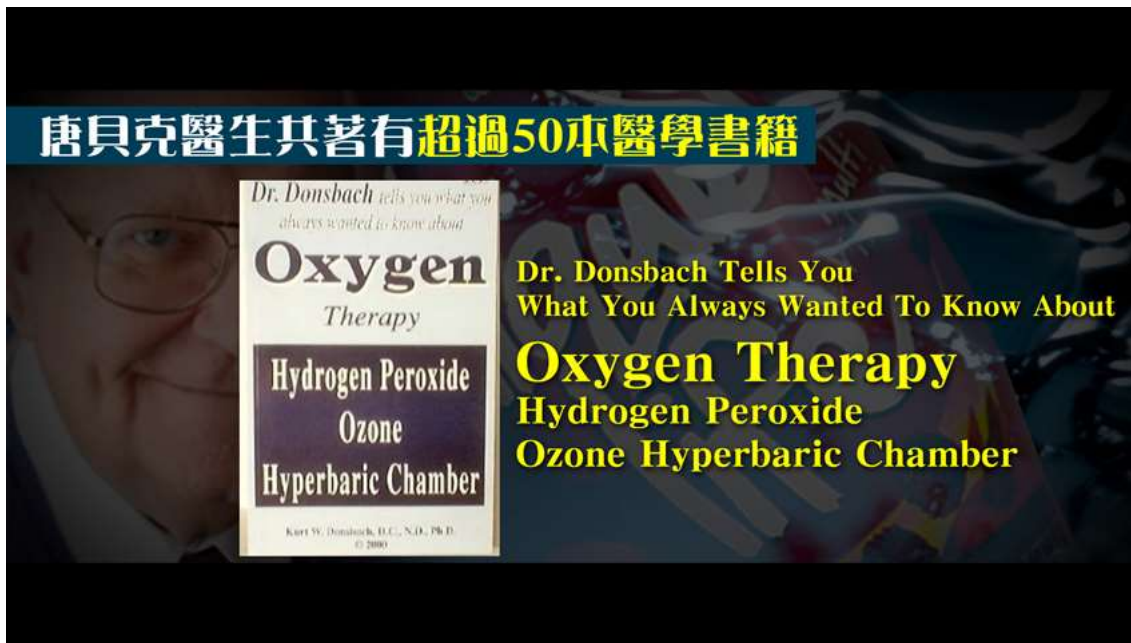 唐貝克醫生共著有超過50本醫學書籍
Dr. Donsbach tells you what you
always wanted to know about
Oxygen
Therapy
Hydrogen Peroxide
Ozone
Hyperbaric Chamber
Kurt W. Donsbach, D.C., N.D., Ph.D.
© 2000
Dr. Donsbach Tells You
What You Always Wanted To Know About
Oxygen Therapy
Hydrogen Peroxide
Ozone Hyperbaric Chamber